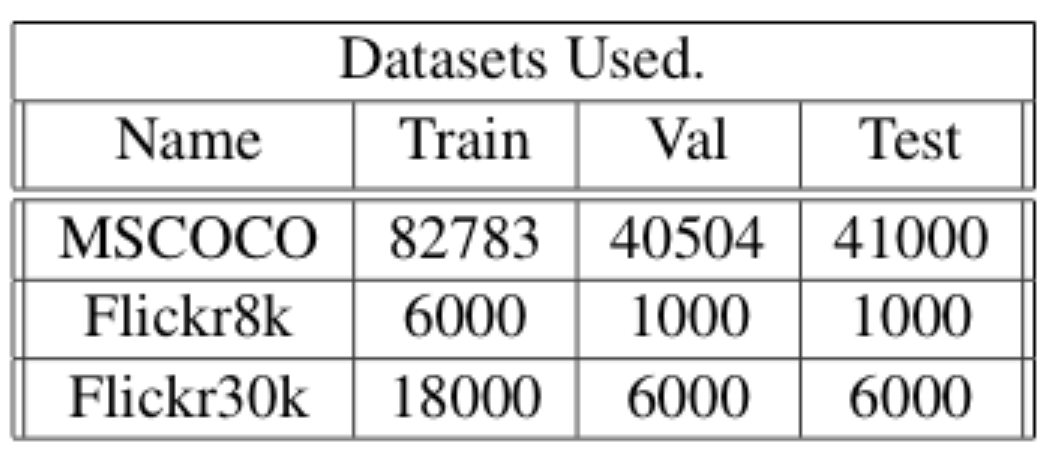 Datasets Used.
Name Train Val Test
MSCOCO 82783 40504 41000
Flickr8k 6000 1000 1000
Flickr30k 18000 6000 6000